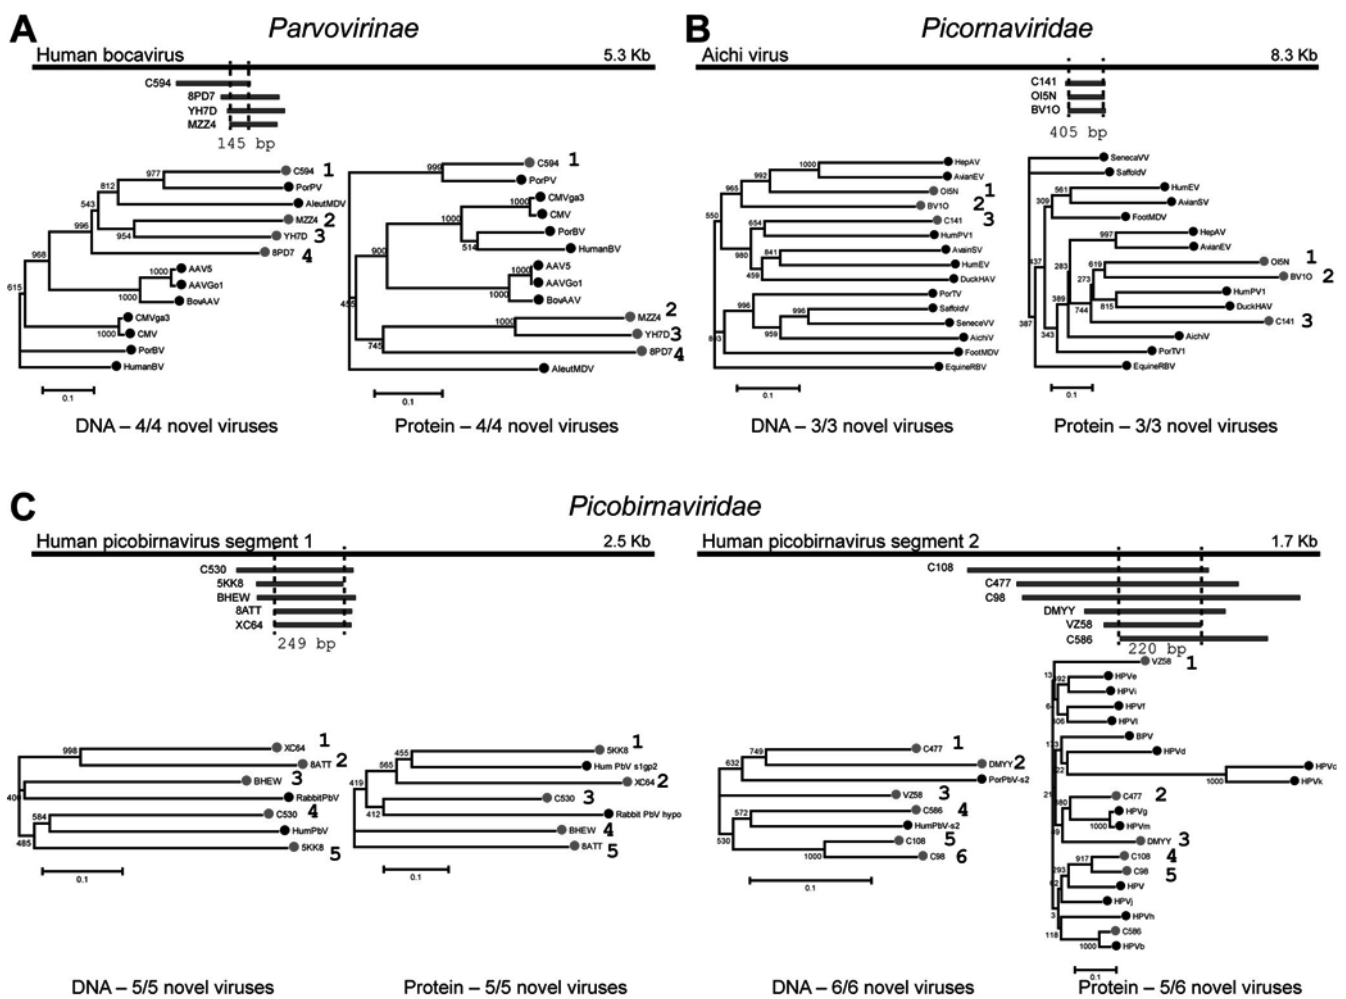 A
Parvovirinae
Human bocavirus 5.3 Kb
C594
8PD7
YH7D
MZZ4
145 bp
977
C594 1
812
PorPV
543
AleutMDV
996
MZZ4 2
954
YH7D 3
8PD7 4
968
1000
AAV5
AAVGo1
1000
BovAAV
615
CMVga3
1000
CMV
PorBV
HumanBV
0.1
DNA – 4/4 novel viruses
999
C594 1
PorPV
1000
CMVga3
1000
CMV
PorBV
514
HumanBV
900
1000
AAV5
AAVGo1
1000
BovAAV
MZZ4 2
1000
YH7D 3
745
8PD7 4
AleutMDV
0.1
Protein – 4/4 novel viruses
B
Picornaviridae
Aichi virus 8.3 Kb
C141
OI5N
BV1O
405 bp
1000
HepAV
992
AvianEV
965
OI5N 1
BV1O 2
550
654
C141 3
HumPV1
841
AvainSV
980
HumEV
459
DuckHAV
996
PorTV
996
SaffoldV
959
SenecaVV
AichiV
FootMDV
EquineRBV
0.1
DNA – 3/3 novel viruses
SenecaVV
SaffoldV
561
HumEV
309
AvianSV
FootMDV
997
HepAV
AvianEV
283
619
OI5N 1
273
BV1O 2
389
HumPV1
815
DuckHAV
744
387
C141 3
343
AichiV
PorTV1
EquineRBV
0.1
Protein – 3/3 novel viruses
C
Picobirnaviridae
Human picobirnavirus segment 1 2.5 Kb
C530
5KK8
BHEW
8ATT
XC64
249 bp
998
XC64 1
8ATT 2
BHEW 3
RabbitPbV
584
C530 4
HumPbV
485
5KK8 5
0.1
DNA – 5/5 novel viruses
455
5KK8 1
565
Hum PbV s1gp2
419
XC64 2
C530 3
412
Rabbit PbV hypo
BHEW 4
8ATT 5
0.1
Protein – 5/5 novel viruses
Human picobirnavirus segment 2 1.7 Kb
C108
C477
C98
DMYY
VZ58
C586
220 bp
749
C477 1
632
DMYY 2
PorPbV-s2
VZ58 3
572
C586 4
HumPbV-s2
530
C108 5
1000
C98 6
0.1
DNA – 6/6 novel viruses
VZ58 1
HPVe
HPVi
HPVf
HPVl
BPV
HPVd
HPVc
1000
HPVk
C477 2
HPVg
1000
HPVm
DMYY 3
917
C108 4
C98 5
HPV
HPVj
3
HPVh
118
C586
1000
HPVb
0.1
Protein – 5/6 novel viruses